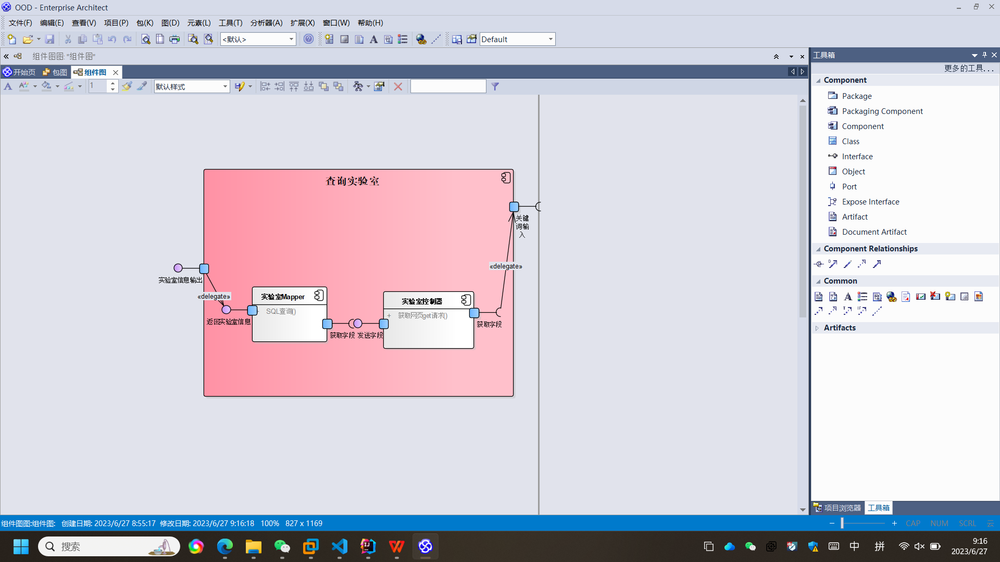 OOD - Enterprise Architect
文件(F) 编辑(E) 查看(V) 项目(P) 包(K) 图(D) 元素(L) 工具(T) 分析器(A) 扩展(X) 窗口(W) 帮助(H)
<默认>
Default
组件图图: "组件图"
开始页 包图 组件图
1 默认样式
查询实验室
关键
词输
入
«delegate»
实验室信息输出
«delegate»
实验室Mapper
SQL查询()
返回实验室信息
获取字段
发送字段
实验室控制器
+ 获取网页get请求()
获取字段
工具箱
更多的工具...
Component
Package
Packaging Component
Component
Class
Interface
Object
Port
Expose Interface
Artifact
Document Artifact
Component Relationships
Common
Artifacts
项目浏览器 工具箱
组件图图:组件图: 创建日期: 2023/6/27 8:55:17 修改日期: 2023/6/27 9:16:18 100% 827 x 1169
CAP NUM SCRL 云
搜索
中 拼
9:16
2023/6/27